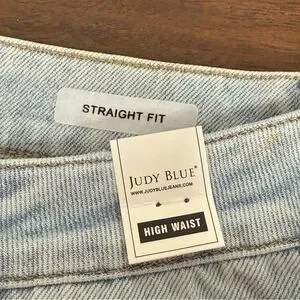 STRAIGHT FIT
JUDY BLUE®
WWW.JUDYBLUEJEANS.COM
HIGH WAIST